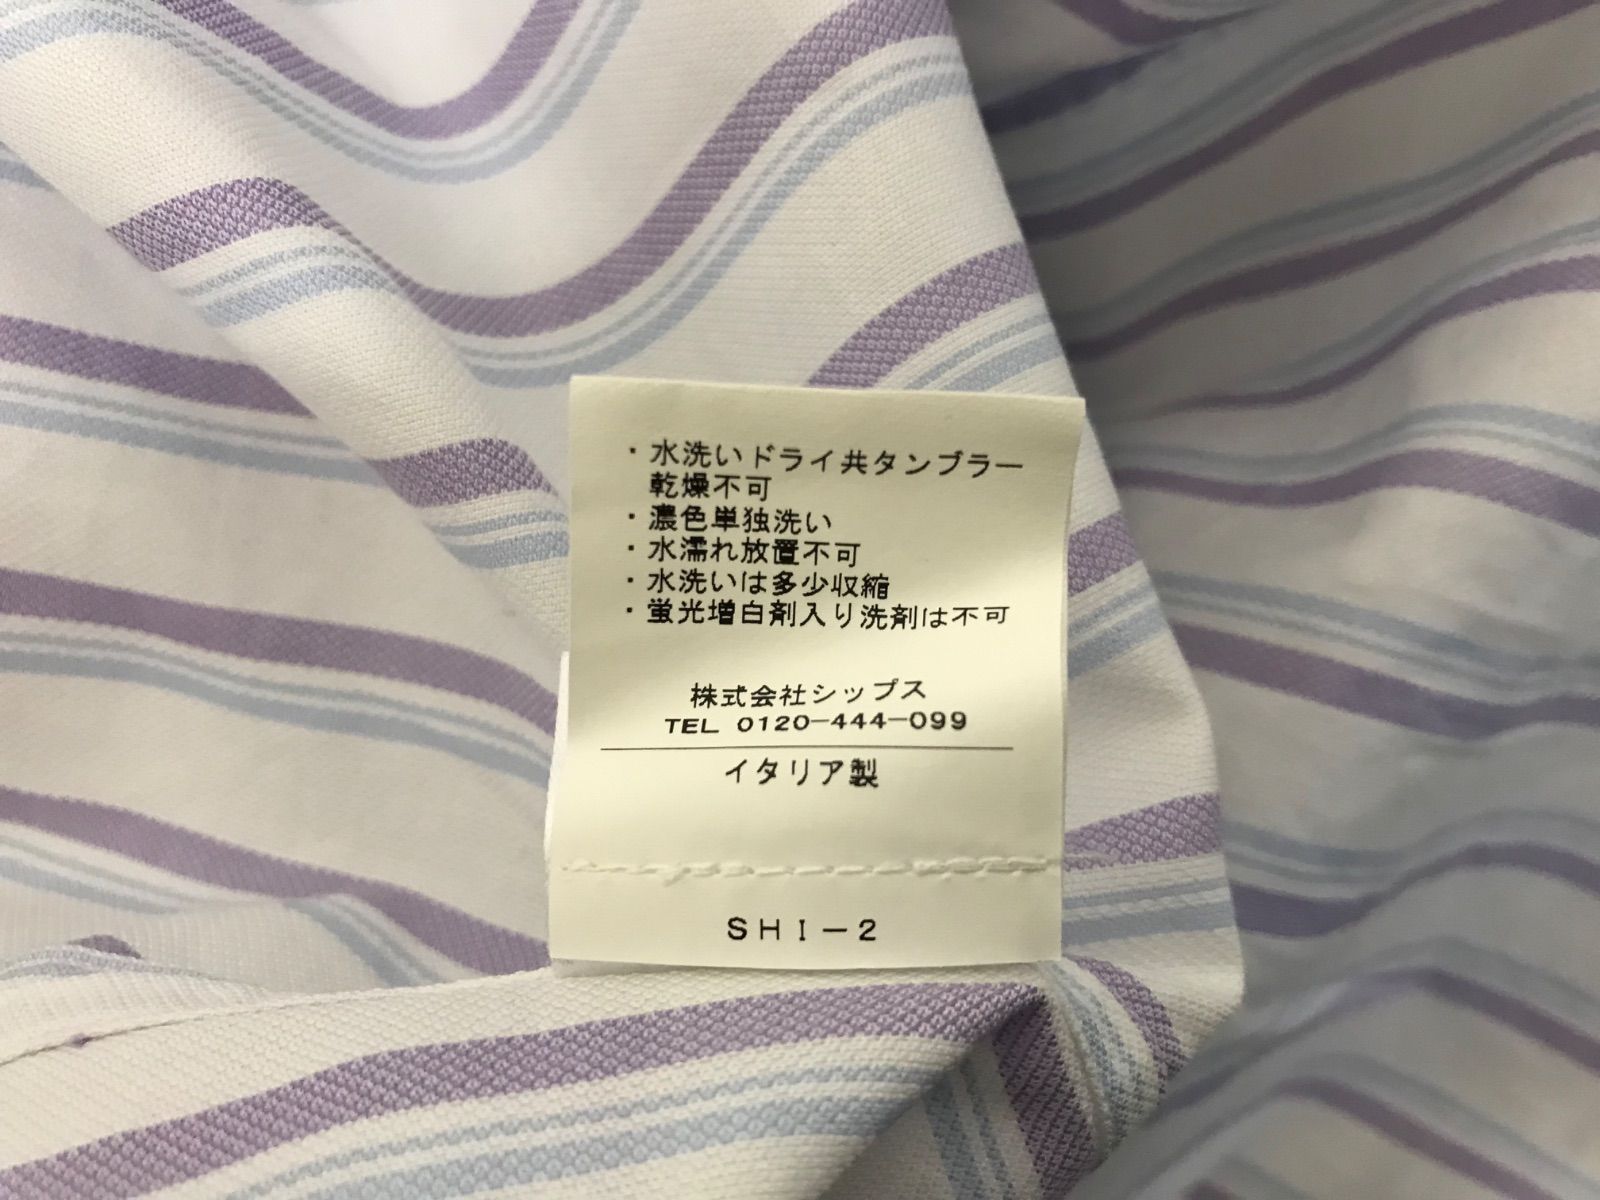 ・水洗いドライ共タンブラー
乾燥不可
・濃色単独洗い
・水濡れ放置不可
・水洗いは多少収縮
・蛍光増白剤入り洗剤は不可
株式会社シップス
TEL 0120-444-099
イタリア製
SHI-2